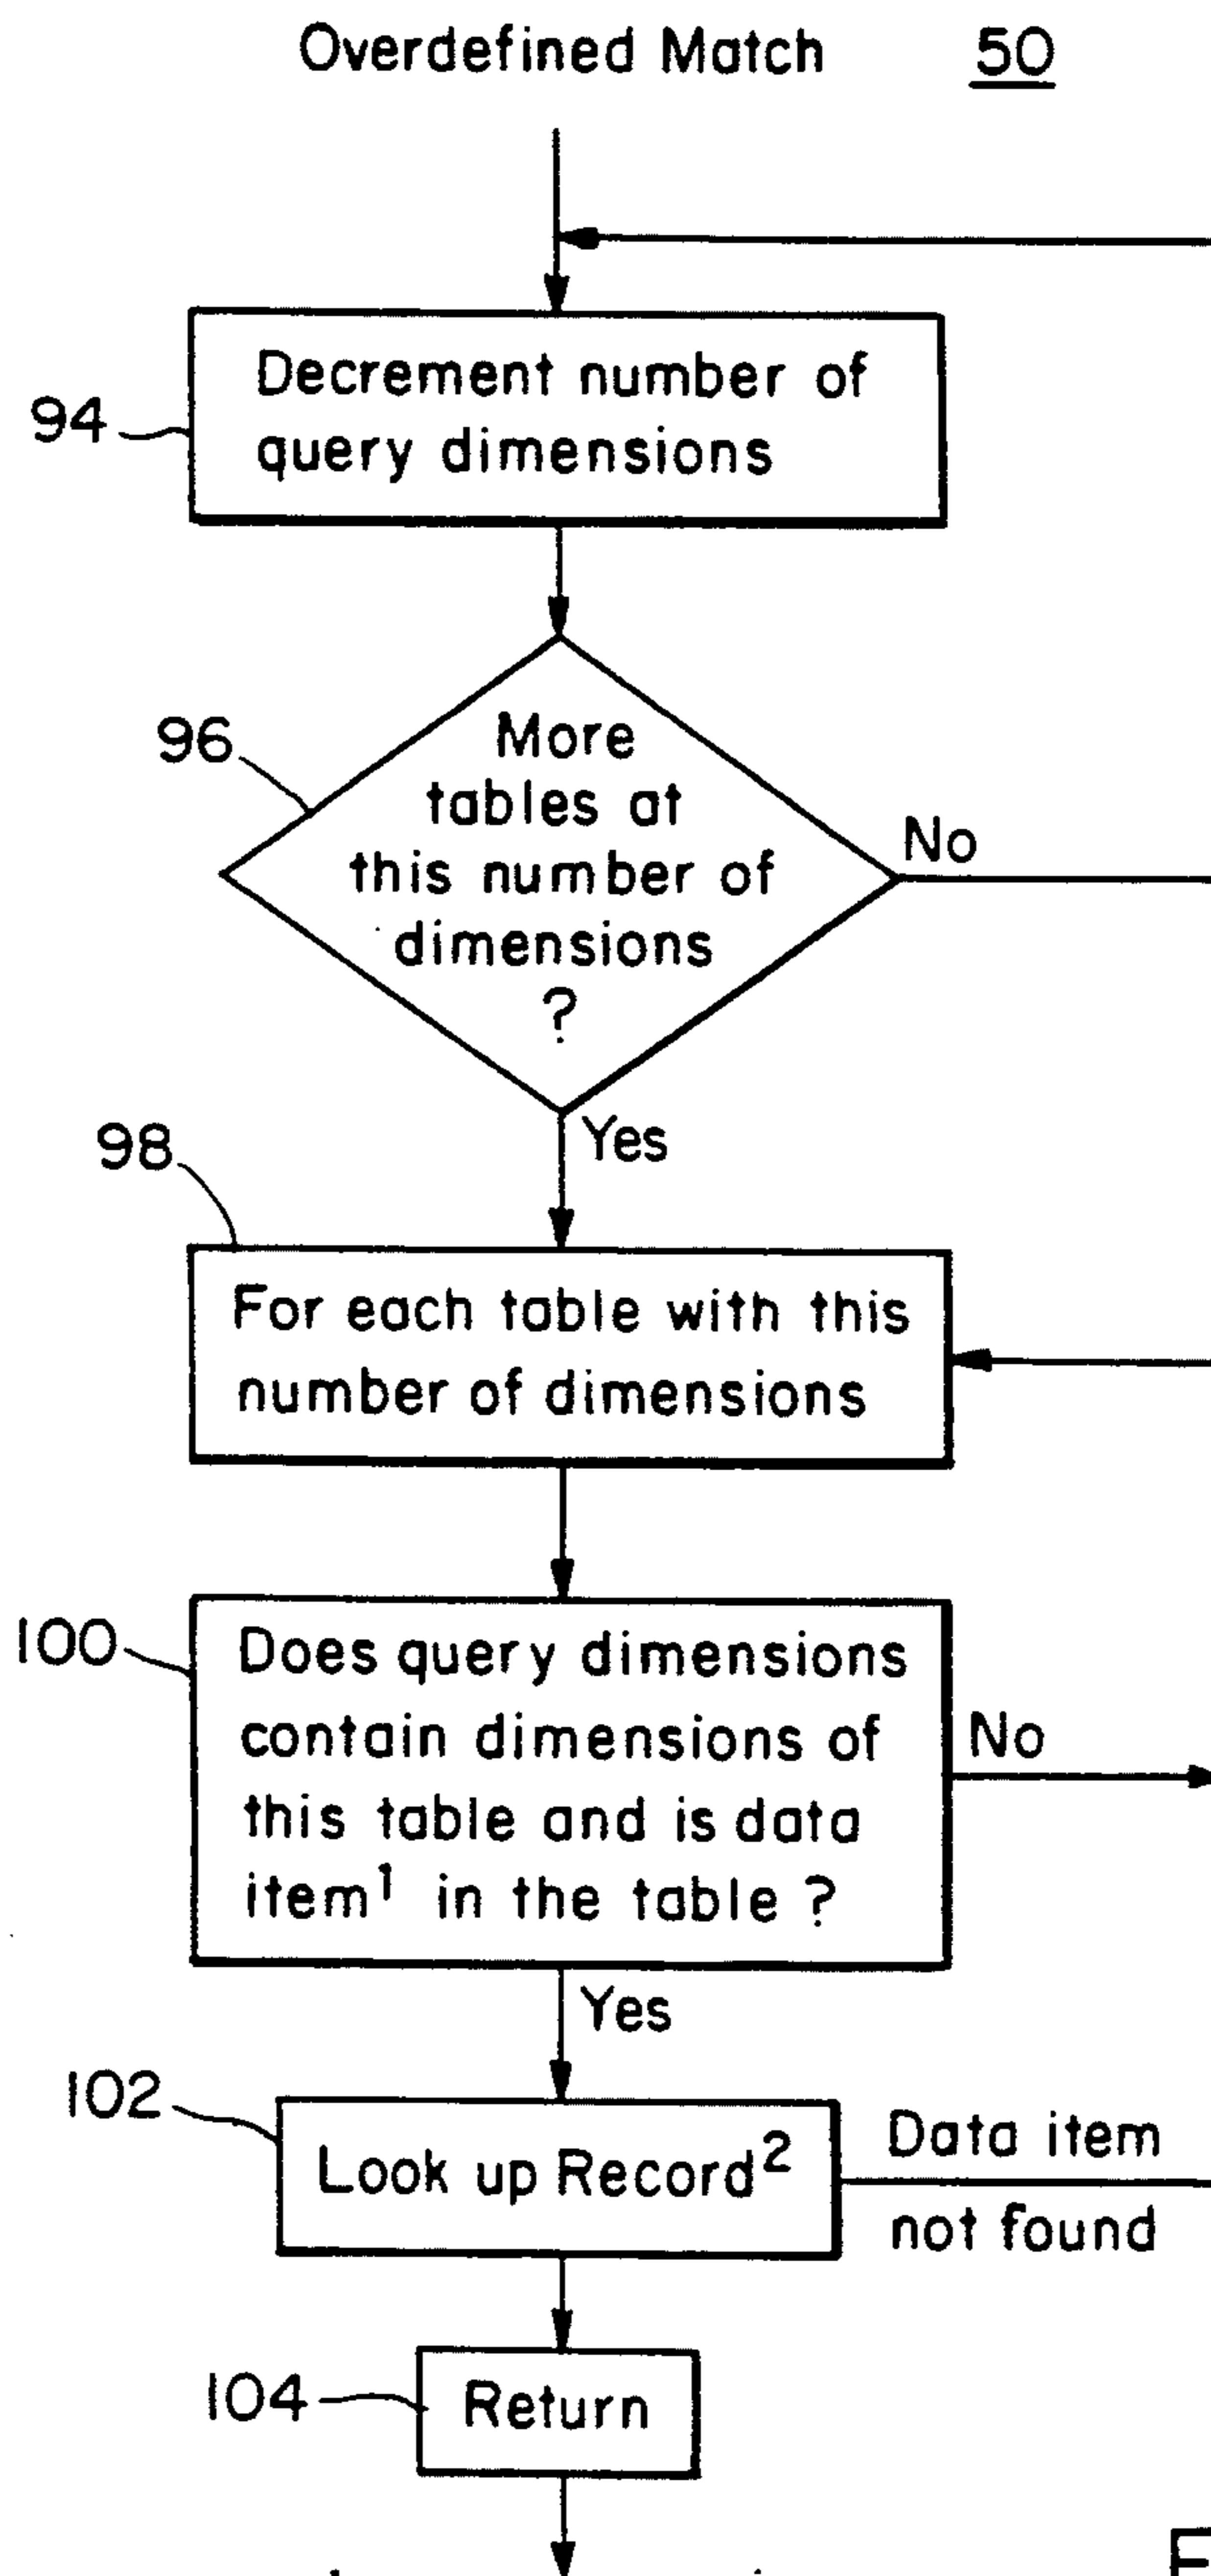 Overdefined Match 50
Decrement number of
query dimensions
94
More
tables at
this number of
dimensions
?
96
No
Yes
98
For each table with this
number of dimensions
100
Does query dimensions
contain dimensions of
this table and is data
item¹ in the table ?
No
Yes
102
Look up Record²
Data item
not found
104
Return